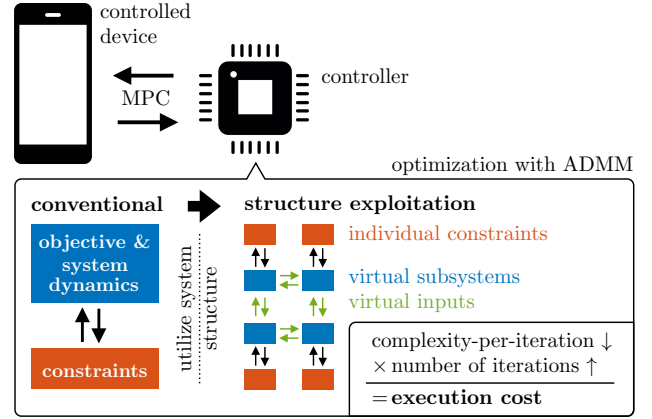 controlled
device
MPC
controller
optimization with ADMM
conventional
structure exploitation
objective &
system
dynamics
constraints
utilize system
structure
individual constraints
virtual subsystems
virtual inputs
complexity-per-iteration ↓
× number of iterations ↑
= execution cost